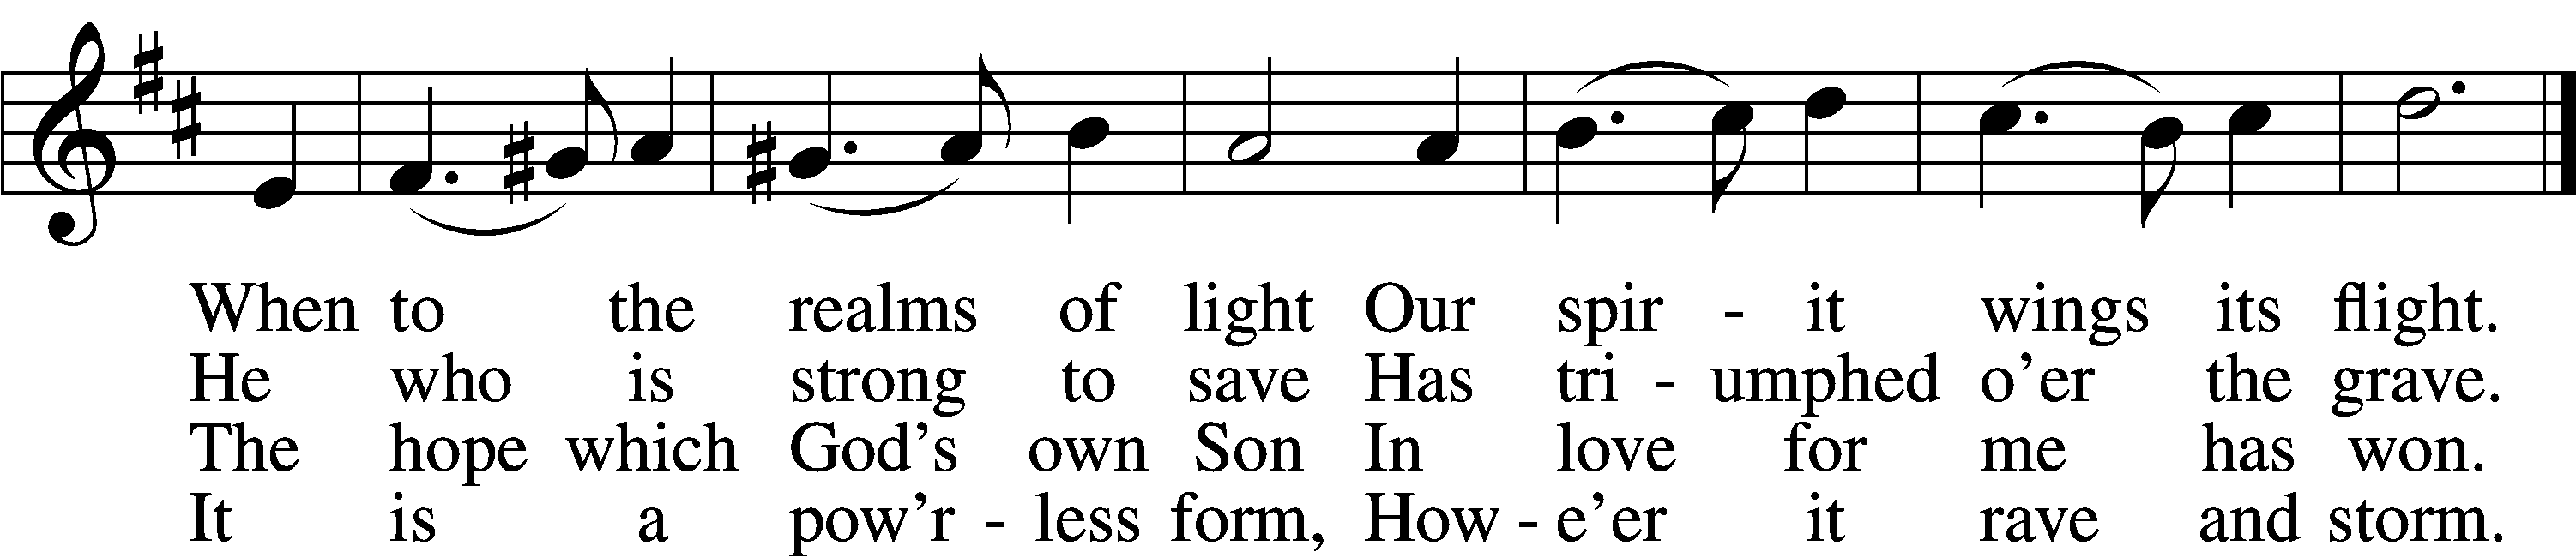 When to the realms of light Our spir - it wings its flight.
He who is strong to save Has tri - umphed o’er the grave.
The hope which God’s own Son In love for me has won.
It is a pow’r - less form, How - e’er it rave and storm.